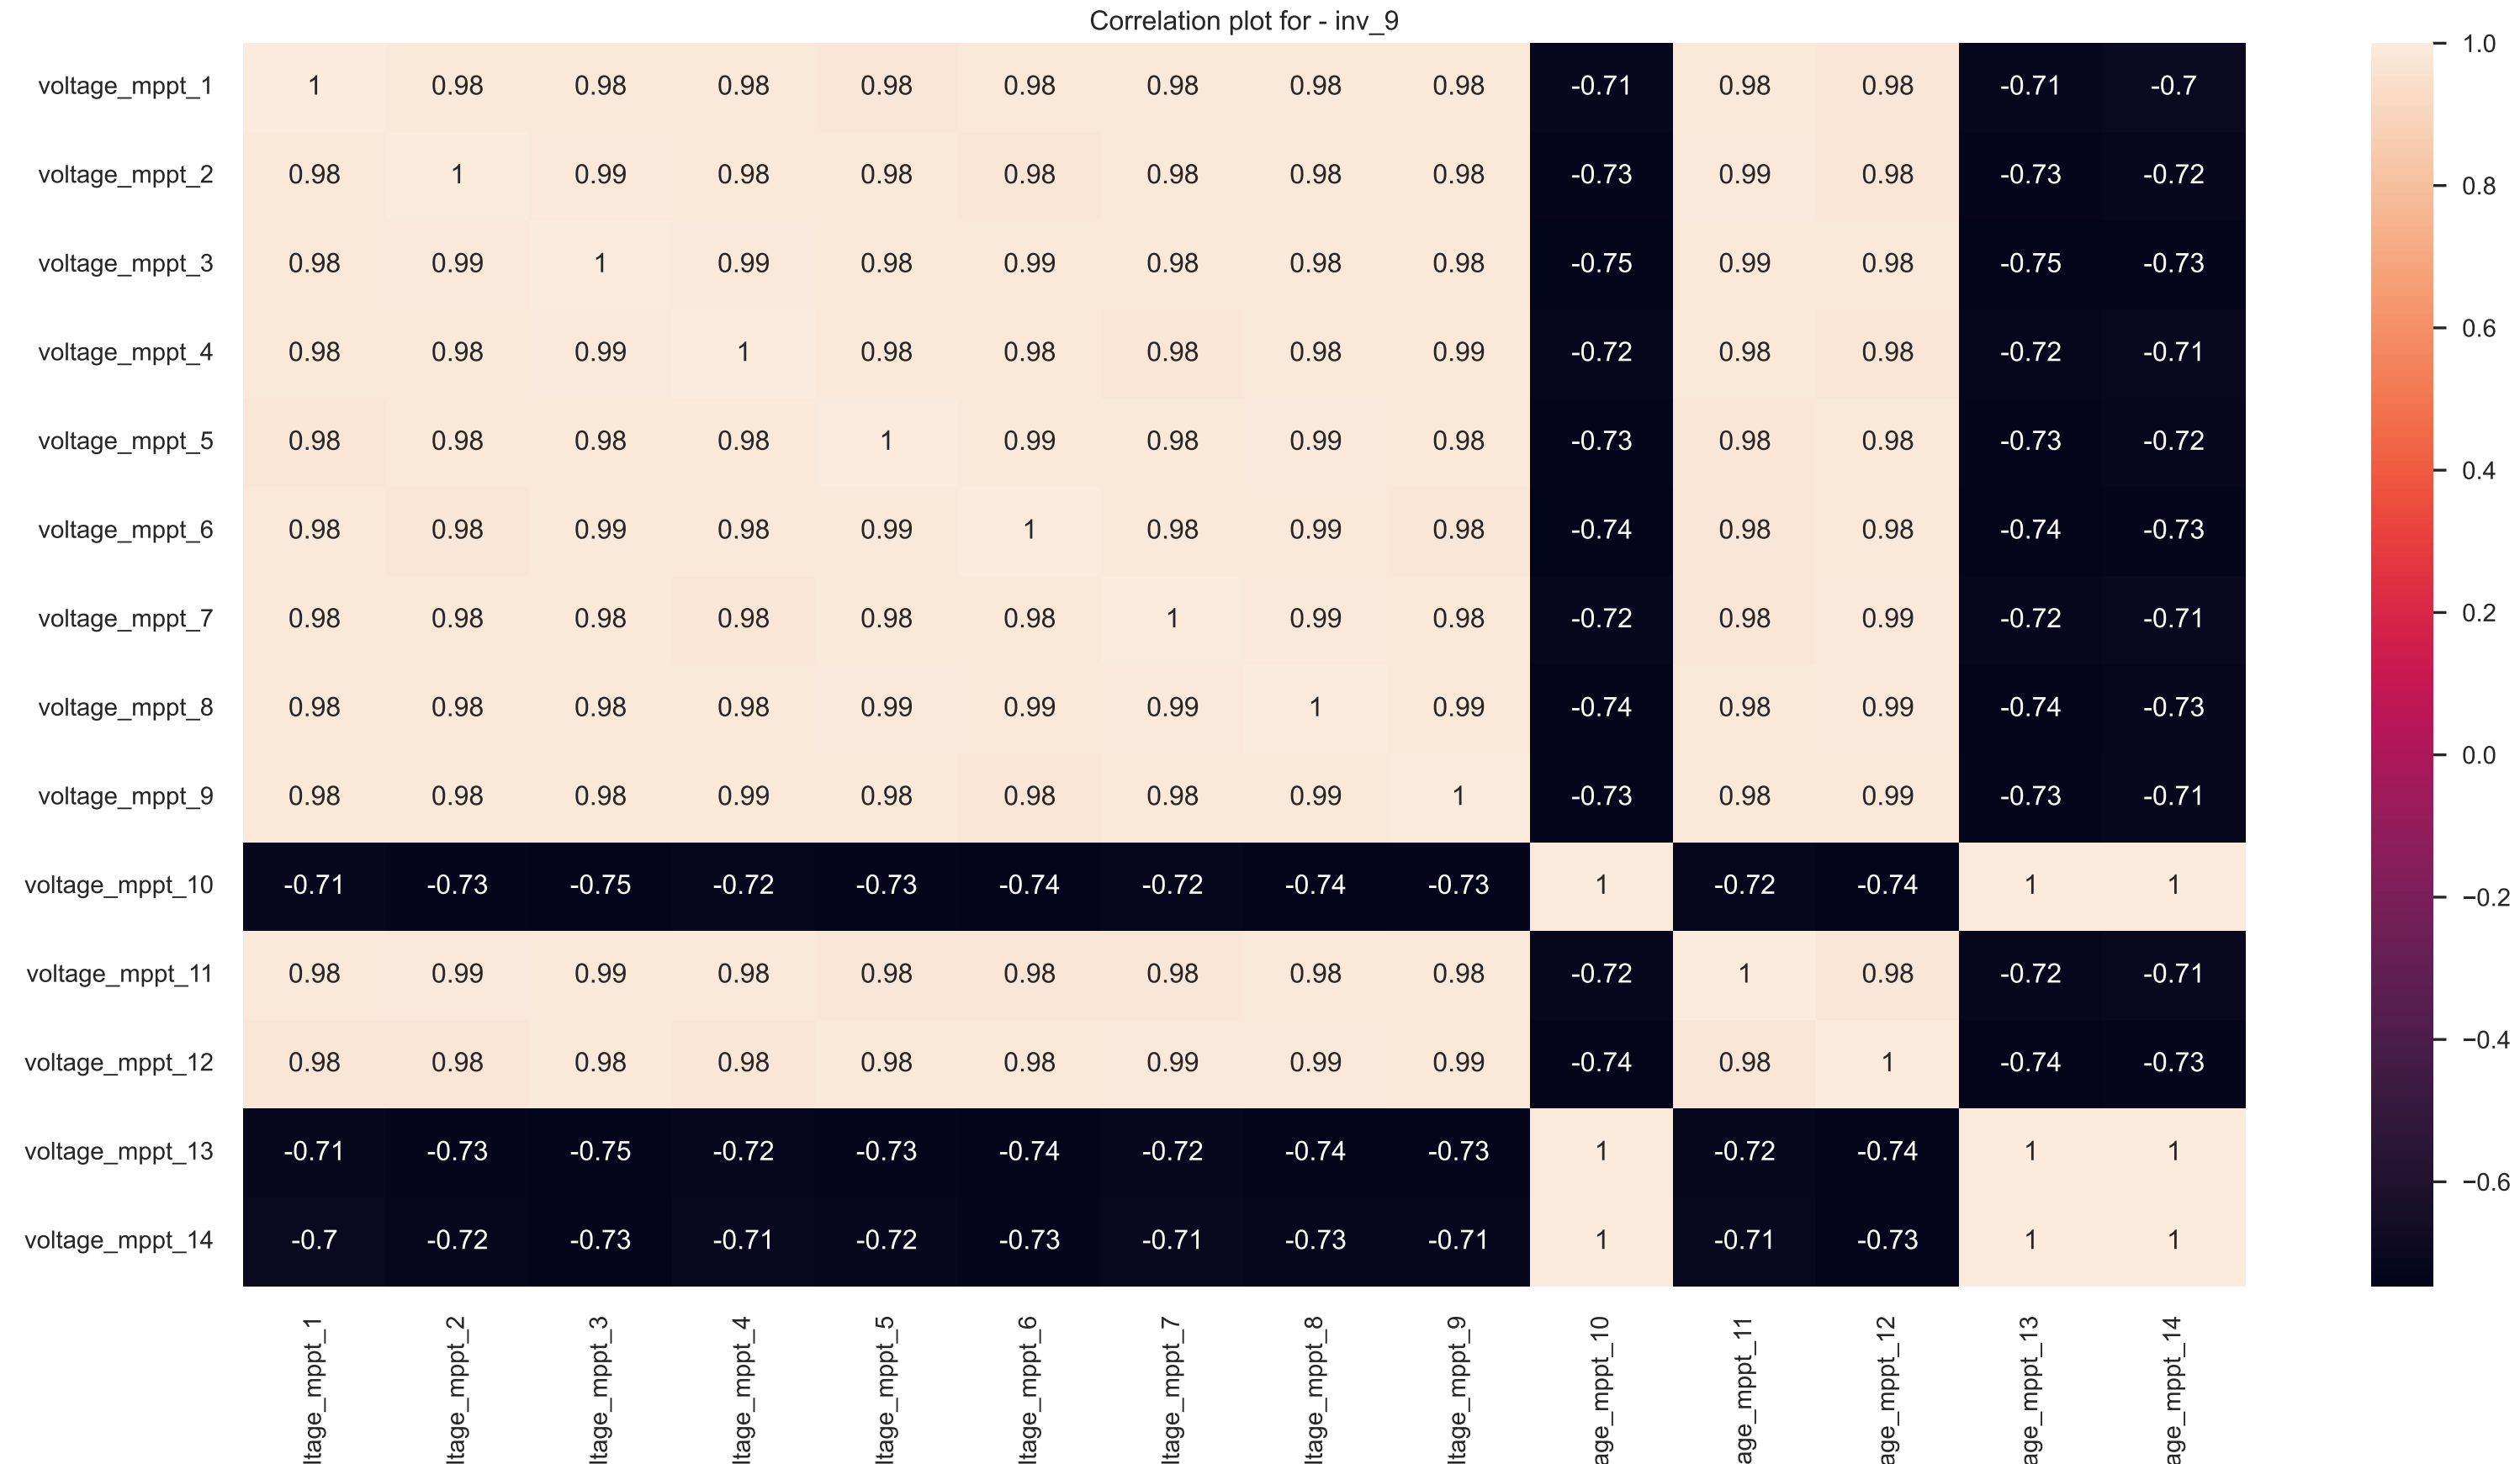 Correlation plot for - inv_9
voltage_mppt_1 1 0.98 0.98 0.98 0.98 0.98 0.98 0.98 0.98 -0.71 0.98 0.98 -0.71 -0.7
voltage_mppt_2 0.98 1 0.99 0.98 0.98 0.98 0.98 0.98 0.98 -0.73 0.99 0.98 -0.73 -0.72
voltage_mppt_3 0.98 0.99 1 0.99 0.98 0.99 0.98 0.98 0.98 -0.75 0.99 0.98 -0.75 -0.73
voltage_mppt_4 0.98 0.98 0.99 1 0.98 0.98 0.98 0.98 0.99 -0.72 0.98 0.98 -0.72 -0.71
voltage_mppt_5 0.98 0.98 0.98 0.98 1 0.99 0.98 0.99 0.98 -0.73 0.98 0.98 -0.73 -0.72
voltage_mppt_6 0.98 0.98 0.99 0.98 0.99 1 0.98 0.99 0.98 -0.74 0.98 0.98 -0.74 -0.73
voltage_mppt_7 0.98 0.98 0.98 0.98 0.98 0.98 1 0.99 0.98 -0.72 0.98 0.99 -0.72 -0.71
voltage_mppt_8 0.98 0.98 0.98 0.98 0.99 0.99 0.99 1 0.99 -0.74 0.98 0.99 -0.74 -0.73
voltage_mppt_9 0.98 0.98 0.98 0.99 0.98 0.98 0.98 0.99 1 -0.73 0.98 0.99 -0.73 -0.71
voltage_mppt_10 -0.71 -0.73 -0.75 -0.72 -0.73 -0.74 -0.72 -0.74 -0.73 1 -0.72 -0.74 1 1
voltage_mppt_11 0.98 0.99 0.99 0.98 0.98 0.98 0.98 0.98 0.98 -0.72 1 0.98 -0.72 -0.71
voltage_mppt_12 0.98 0.98 0.98 0.98 0.98 0.98 0.99 0.99 0.99 -0.74 0.98 1 -0.74 -0.73
voltage_mppt_13 -0.71 -0.73 -0.75 -0.72 -0.73 -0.74 -0.72 -0.74 -0.73 1 -0.72 -0.74 1 1
voltage_mppt_14 -0.7 -0.72 -0.73 -0.71 -0.72 -0.73 -0.71 -0.73 -0.71 1 -0.71 -0.73 1 1
ltage_mppt_1
ltage_mppt_2
ltage_mppt_3
ltage_mppt_4
ltage_mppt_5
ltage_mppt_6
ltage_mppt_7
ltage_mppt_8
ltage_mppt_9
age_mppt_10
age_mppt_11
age_mppt_12
age_mppt_13
age_mppt_14
1.0
0.8
0.6
0.4
0.2
0.0
−0.2
−0.4
−0.6